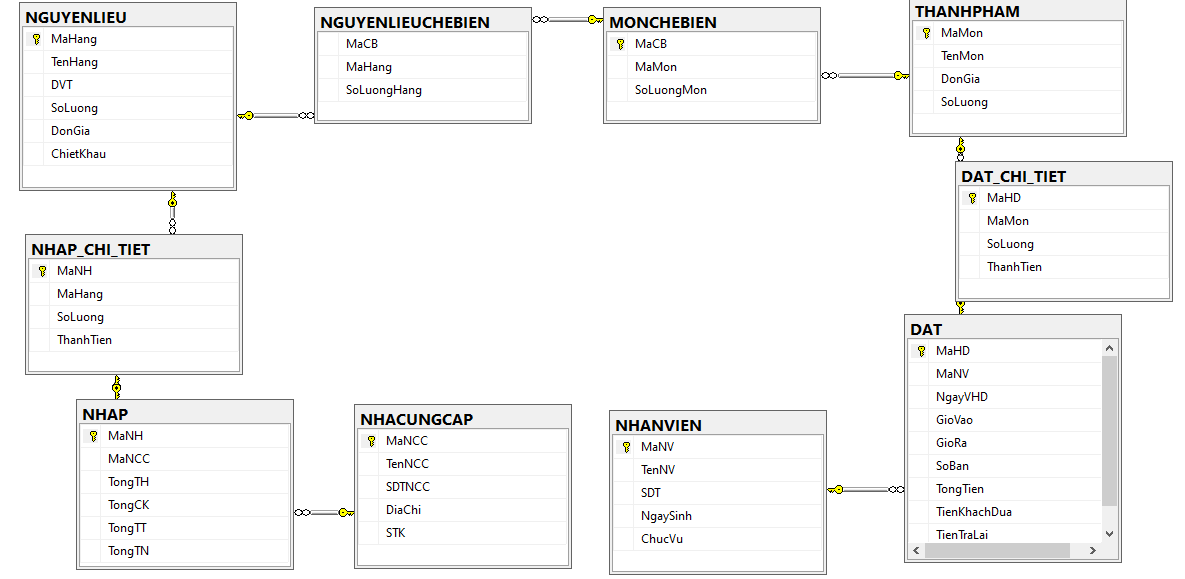 NGUYENLIEU
MaHang
TenHang
DVT
SoLuong
DonGia
ChietKhau
NGUYENLIEUCHEBIEN
MaCB
MaHang
SoLuongHang
MONCHEBIEN
MaCB
MaMon
SoLuongMon
THANHPHAM
MaMon
TenMon
DonGia
SoLuong
DAT_CHI_TIET
MaHD
MaMon
SoLuong
ThanhTien
NHAP_CHI_TIET
MaNH
MaHang
SoLuong
ThanhTien
NHAP
MaNH
MaNCC
TongTH
TongCK
TongTT
TongTN
NHACUNGCAP
MaNCC
TenNCC
SDTNCC
DiaChi
STK
NHANVIEN
MaNV
TenNV
SDT
NgaySinh
ChucVu
DAT
MaHD
MaNV
NgayVHD
GioVao
GioRa
SoBan
TongTien
TienKhachDua
TienTraLai